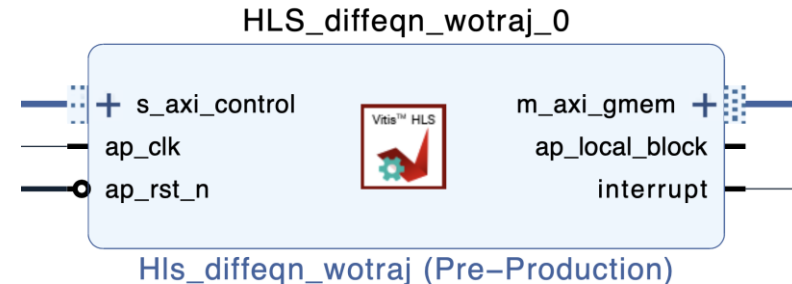 HLS_diffeqn_wotraj_0
s_axi_control
ap_clk
ap_rst_n
Vitis™ HLS
m_axi_gmem
ap_local_block
interrupt
Hls_diffeqn_wotraj (Pre-Production)